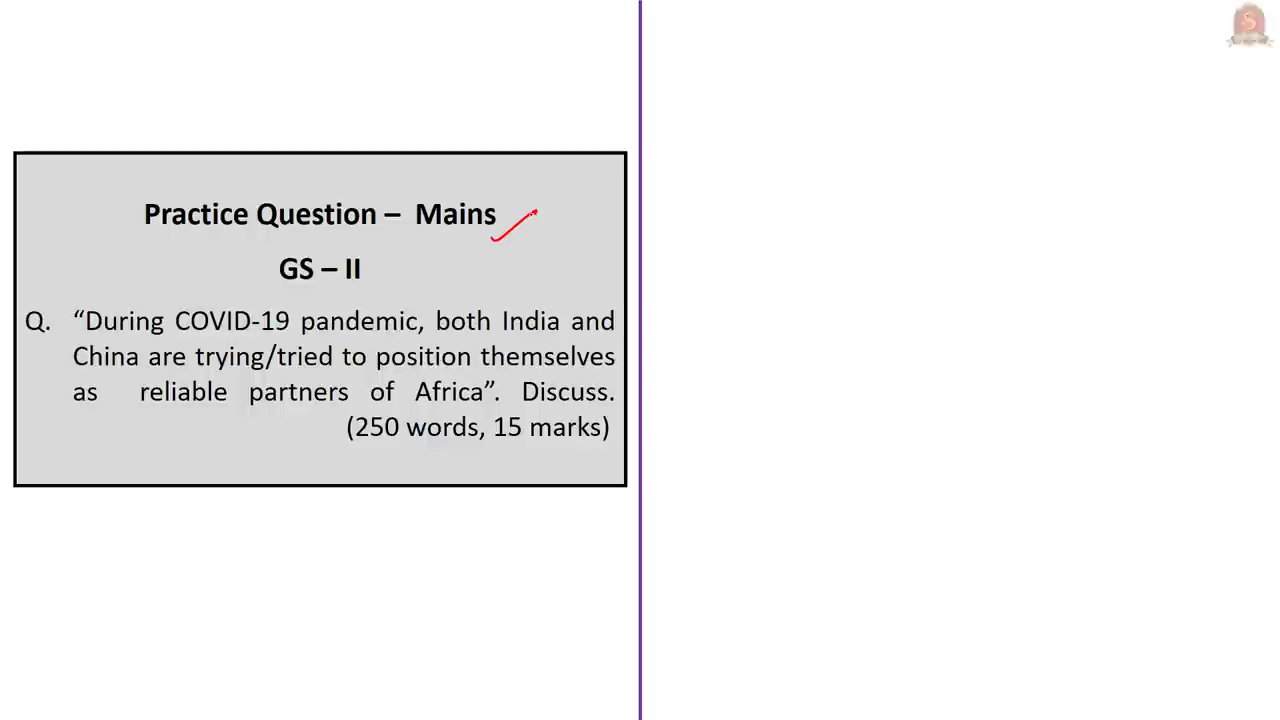 Practice Question – Mains
GS – II
Q. “During COVID-19 pandemic, both India and
China are trying/tried to position themselves
as reliable partners of Africa”. Discuss.
(250 words, 15 marks)
S